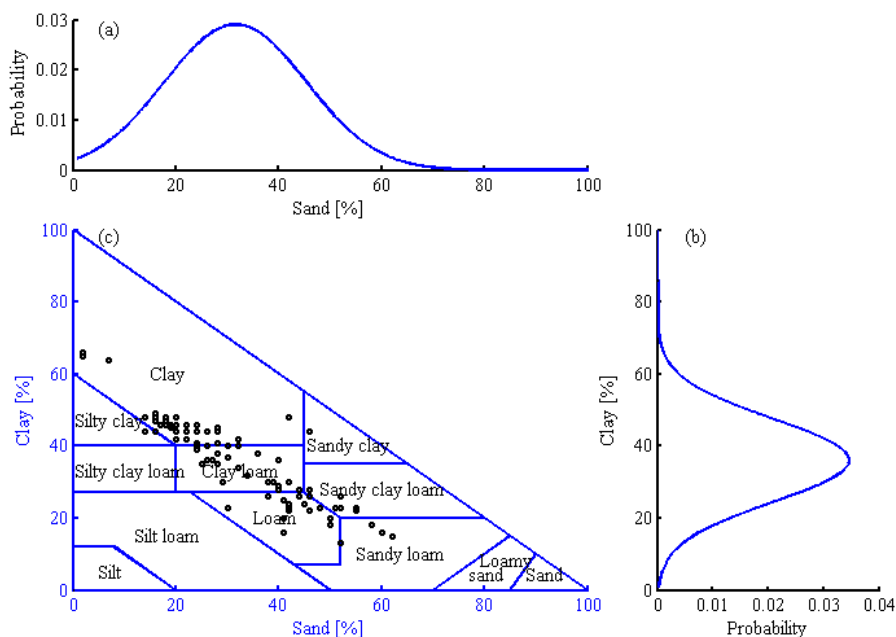 (a)
Probability
0.03
0.02
0.01
0
0 20 40 60 80 100
Sand [%]
(c)
Clay [%]
100
80
60
40
20
0
Clay
Silty clay
Sandy clay
Silty clay loam
Clay loam
Sandy clay loam
Loam
Silt loam
Sandy loam
Loamy
sand
Sand
Silt
0 20 40 60 80 100
Sand [%]
(b)
Clay [%]
100
80
60
40
20
0
0 0.01 0.02 0.03 0.04
Probability